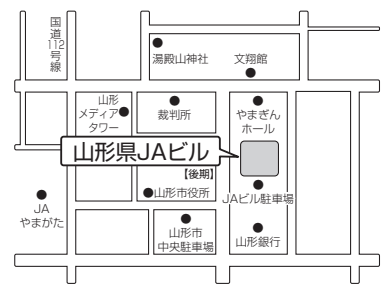 国道112号線
湯殿山神社
文翔館
山形
メディア
タワー
裁判所
やまぎん
ホール
山形県JAビル
【後期】
山形市役所
JA
やまがた
JAビル駐車場
山形市
中央駐車場
山形銀行